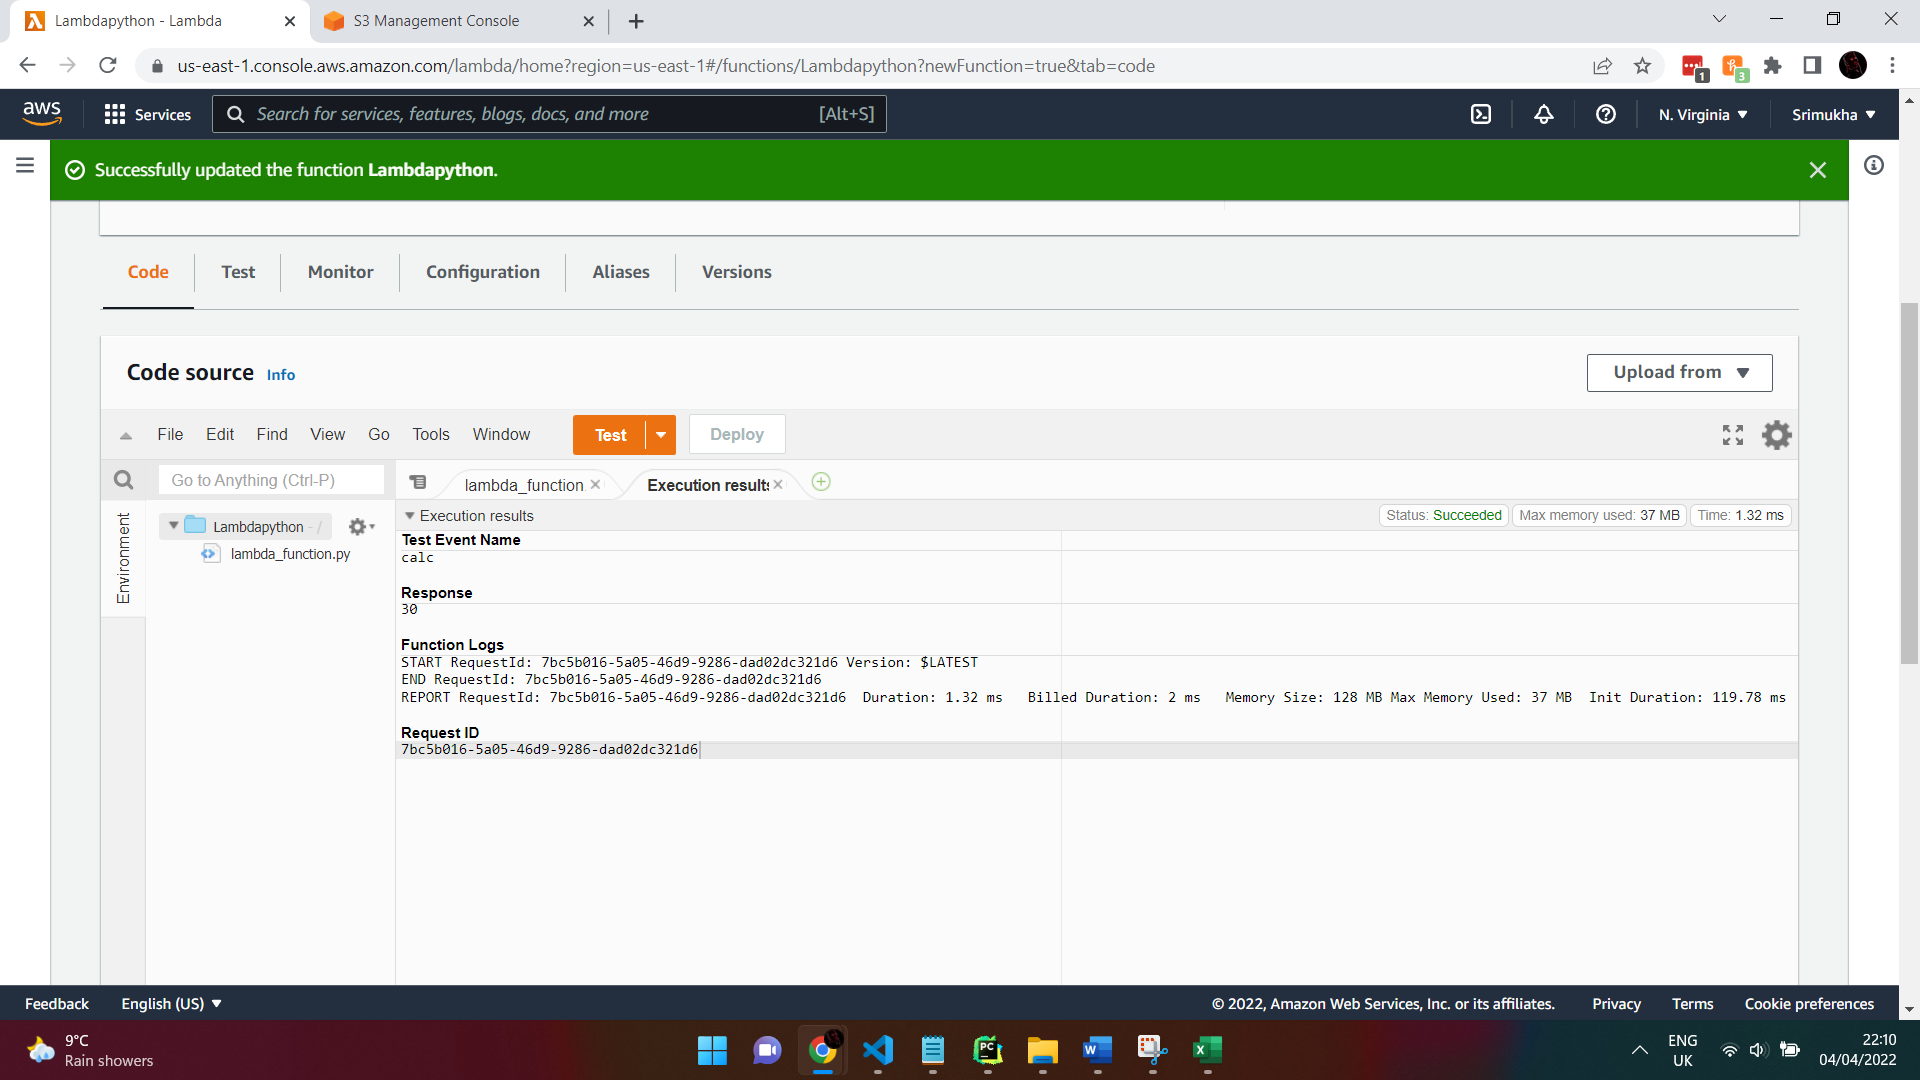 Lambdapython - Lambda
S3 Management Console
us-east-1.console.aws.amazon.com/lambda/home?region=us-east-1#/functions/Lambdapython?newFunction=true&tab=code
1
3
aws
Services
Search for services, features, blogs, docs, and more
[Alt+S]
N. Virginia
Srimukha
Successfully updated the function Lambdapython.
Code
Test
Monitor
Configuration
Aliases
Versions
Code source
Info
Upload from
File
Edit
Find
View
Go
Tools
Window
Test
Deploy
Go to Anything (Ctrl-P)
lambda_function
Execution results
Environment
Lambdapython - /
lambda_function.py
Execution results
Status: Succeeded
Max memory used: 37 MB
Time: 1.32 ms
Test Event Name
calc
Response
30
Function Logs
START RequestId: 7bc5b016-5a05-46d9-9286-dad02dc321d6 Version: $LATEST
END RequestId: 7bc5b016-5a05-46d9-9286-dad02dc321d6
REPORT RequestId: 7bc5b016-5a05-46d9-9286-dad02dc321d6  Duration: 1.32 ms   Billed Duration: 2 ms   Memory Size: 128 MB Max Memory Used: 37 MB  Init Duration: 119.78 ms
Request ID
7bc5b016-5a05-46d9-9286-dad02dc321d6
Feedback
English (US)
© 2022, Amazon Web Services, Inc. or its affiliates.
Privacy
Terms
Cookie preferences
9°C
Rain showers
PC
W
X
ENG
UK
22:10
04/04/2022